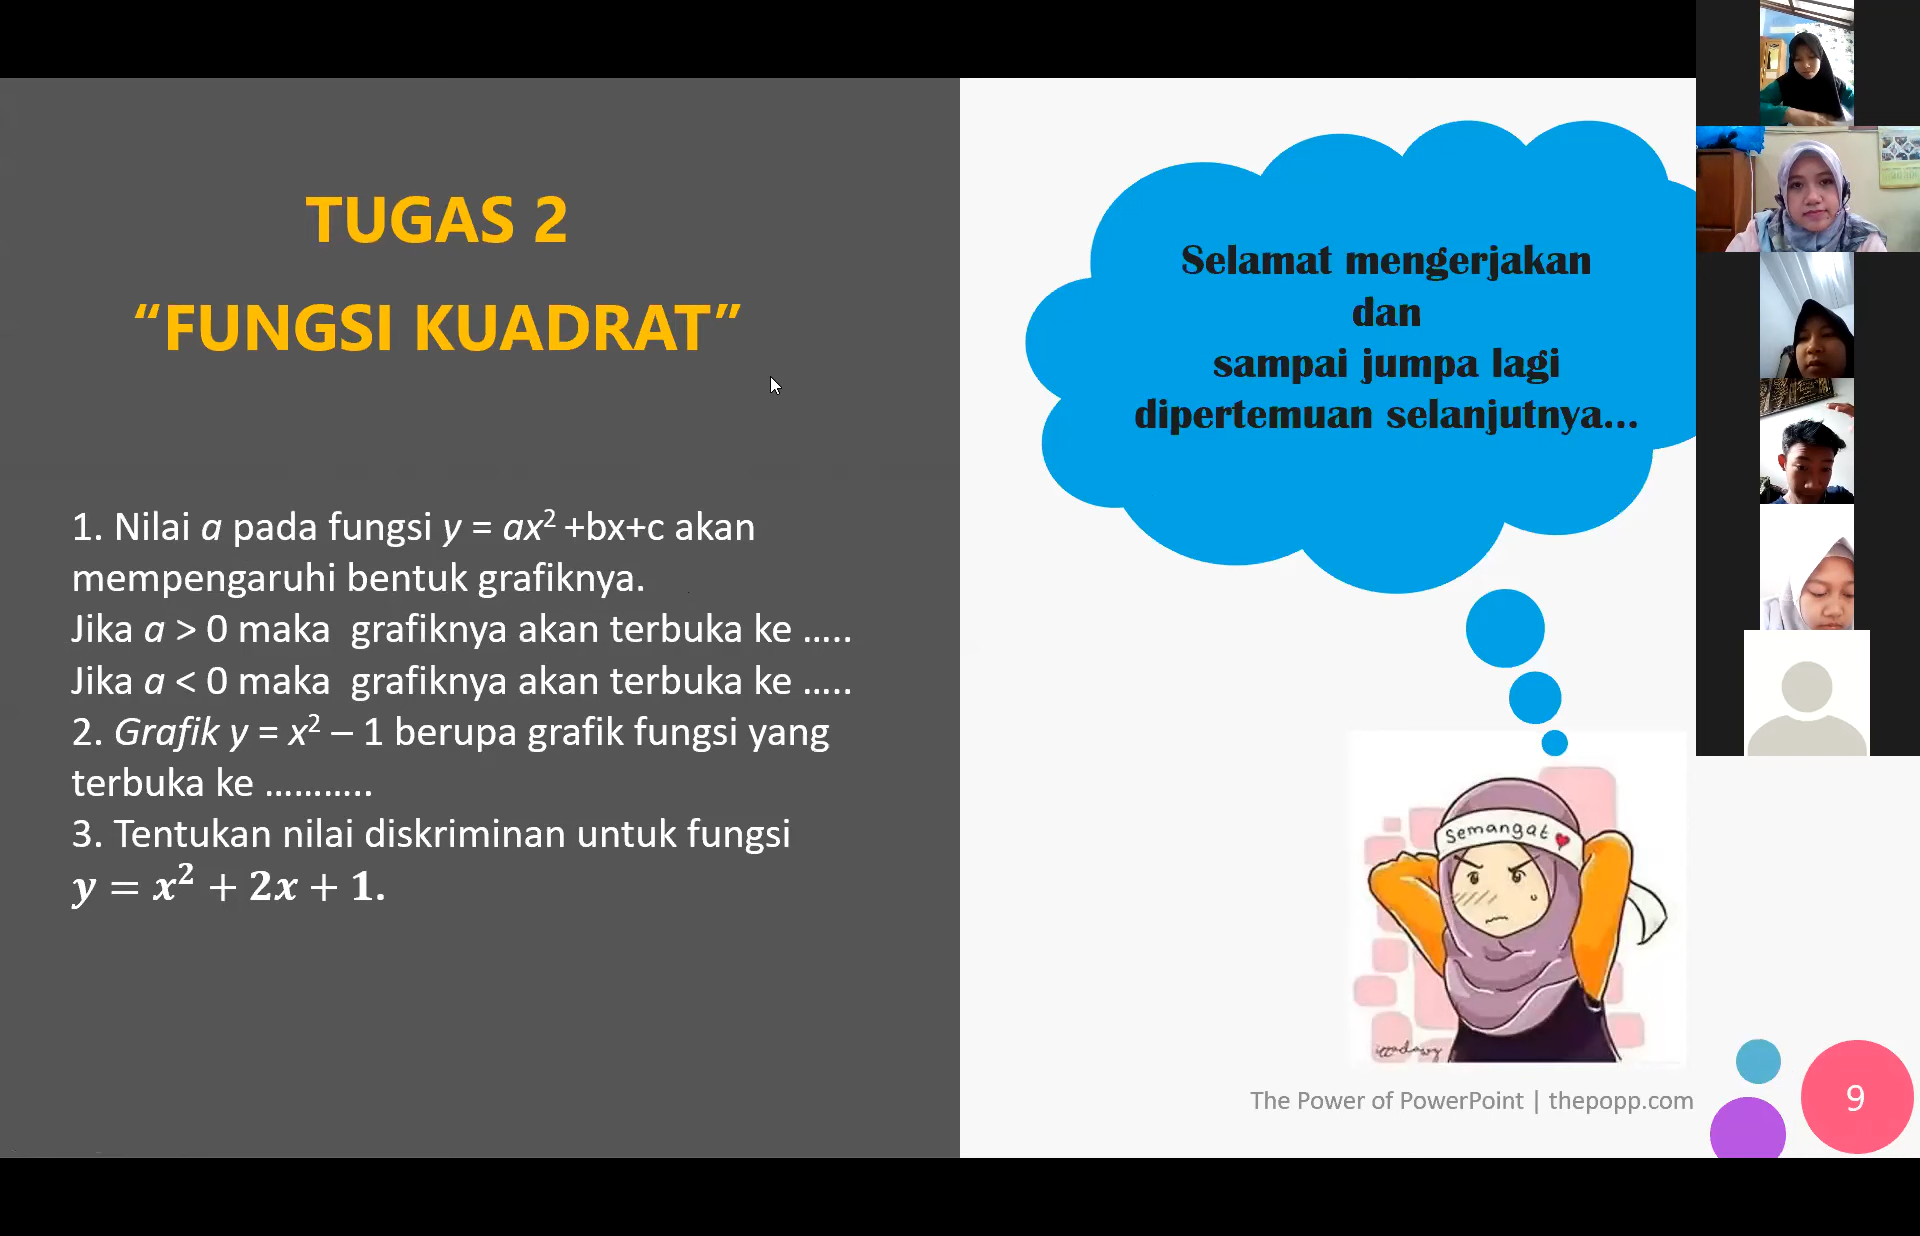 TUGAS 2
“FUNGSI KUADRAT”
1. Nilai a pada fungsi y = ax² +bx+c akan
mempengaruhi bentuk grafiknya.
Jika a > 0 maka  grafiknya akan terbuka ke .....
Jika a < 0 maka  grafiknya akan terbuka ke .....
2. Grafik y = x² – 1 berupa grafik fungsi yang
terbuka ke ...........
3. Tentukan nilai diskriminan untuk fungsi
y = x² + 2x + 1.
Selamat mengerjakan
dan
sampai jumpa lagi
dipertemuan selanjutnya...
Semangat
The Power of PowerPoint | thepopp.com
9